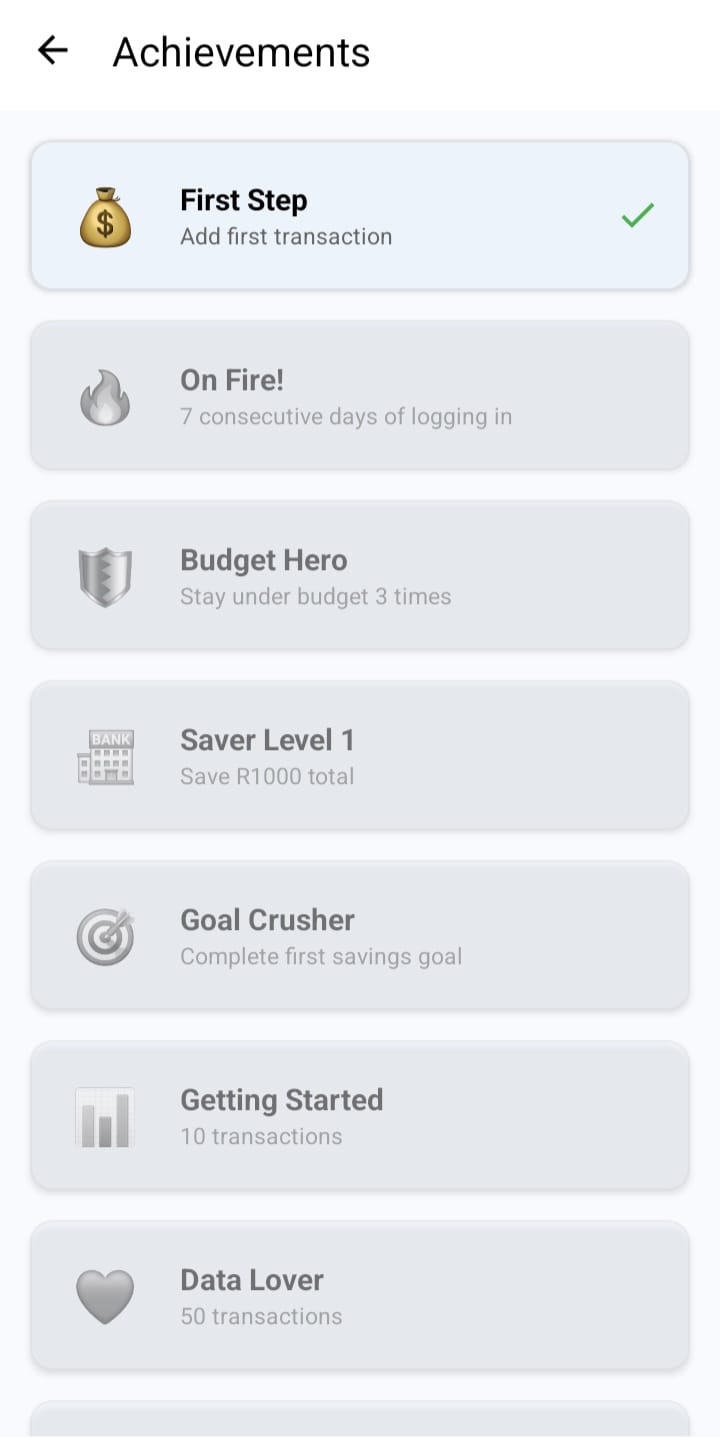 Achievements
First Step
Add first transaction
On Fire!
7 consecutive days of logging in
Budget Hero
Stay under budget 3 times
BANK
Saver Level 1
Save R1000 total
Goal Crusher
Complete first savings goal
Getting Started
10 transactions
Data Lover
50 transactions